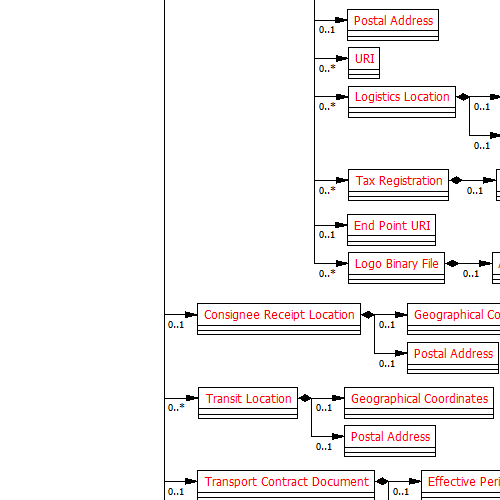 Postal Address
0..1
URI
0..*
Logistics Location
0..*
0..1
0..1
Tax Registration
0..*
0..1
End Point URI
0..1
Logo Binary File
0..*
0..1
Consignee Receipt Location
Geographical Co
0..1
0..1
Postal Address
0..1
Transit Location
Geographical Coordinates
0..*
0..1
Postal Address
0..1
Transport Contract Document
Effective Peri
0..1
0..1